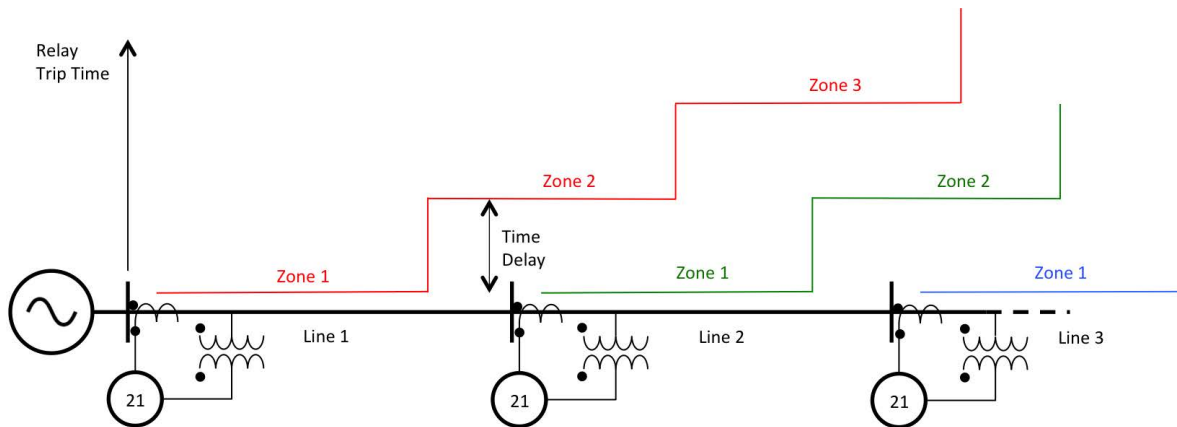 Relay
Trip Time
Zone 3
Zone 2
Zone 2
Time
Delay
Zone 1
Zone 1
Zone 1
Line 1
Line 2
Line 3
21
21
21